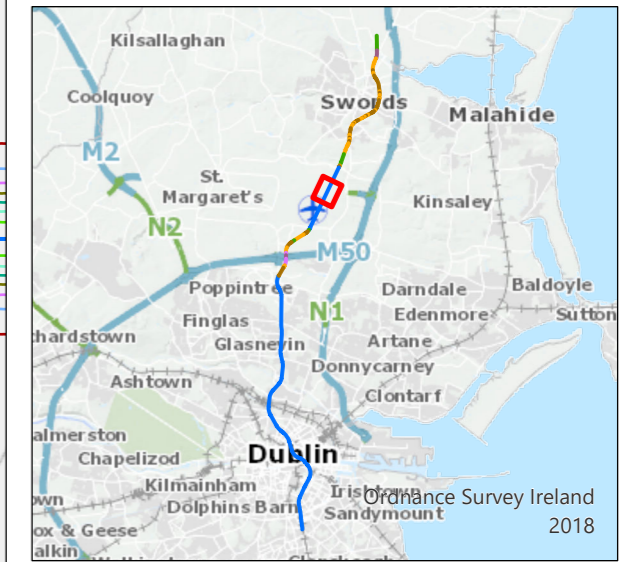 Kilsallaghan
Coolquoy
Swords
Malahide
M2
St.
Margaret's
Kinsaley
N2
M50
Poppintree
Darndale
Baldoyle
N1
Edenmore
Sutton
Finglas
chardstown
Glasnevin
Artane
Donnycarney
Ashtown
Clontarf
almerston
Dublin
Chapelizod
Kilmainham
Ordnance Survey Ireland
own
Dolphins Barn
Sandymount
2018
ox & Geese
alkin